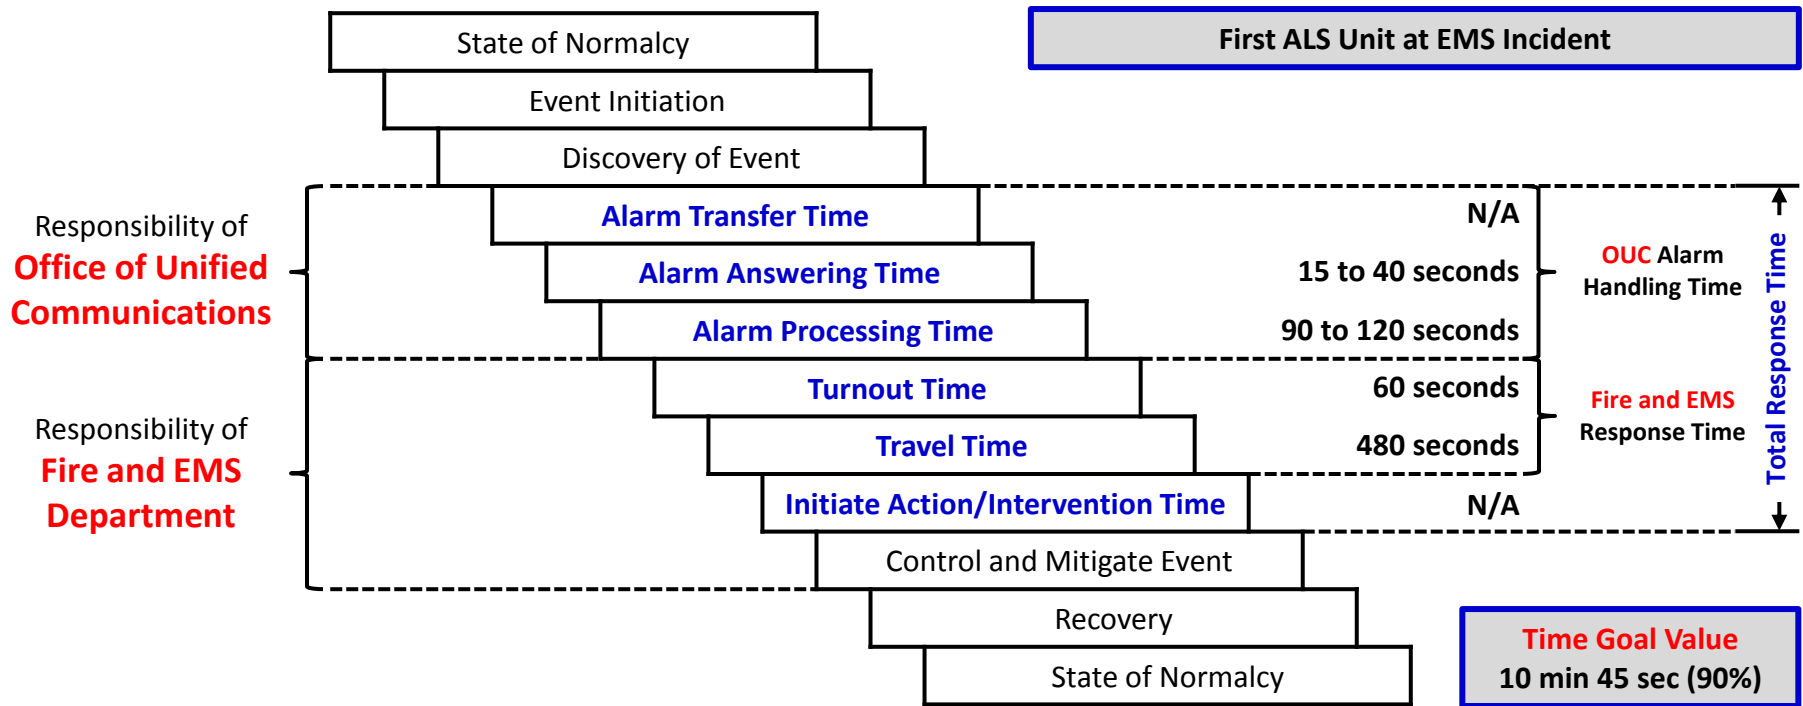 State of Normalcy
First ALS Unit at EMS Incident
Event Initiation
Discovery of Event
Responsibility of
Office of Unified
Communications
Alarm Transfer Time
N/A
Alarm Answering Time
15 to 40 seconds
Alarm Processing Time
90 to 120 seconds
OUC Alarm
Handling Time
Total Response Time
Responsibility of
Fire and EMS
Department
Turnout Time
60 seconds
Travel Time
480 seconds
Fire and EMS
Response Time
Initiate Action/Intervention Time
N/A
Control and Mitigate Event
Recovery
State of Normalcy
Time Goal Value
10 min 45 sec (90%)